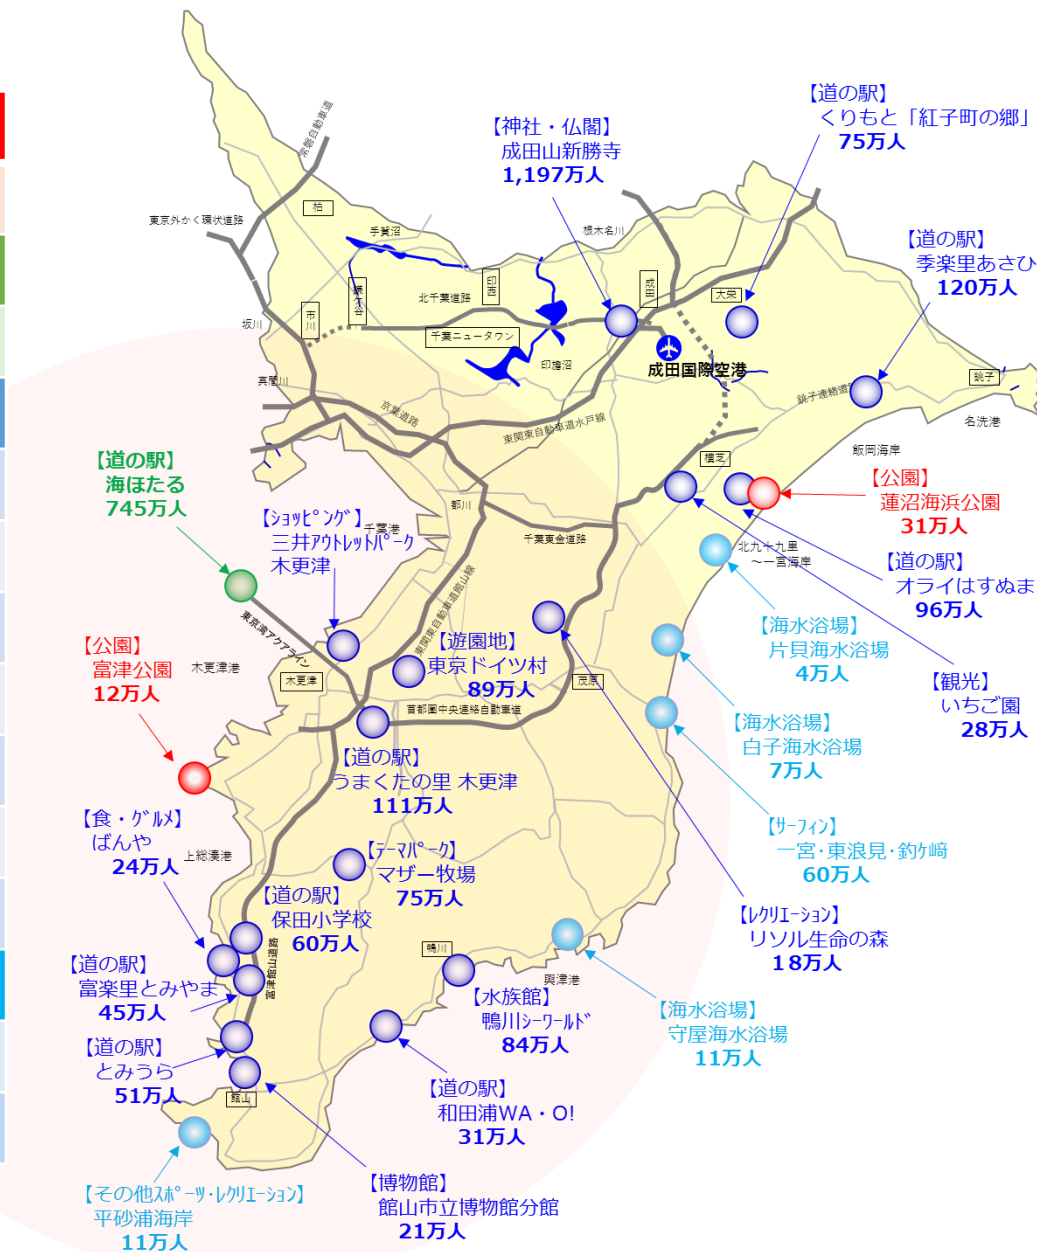 【道の駅】
くりもと「紅子町の郷」
75万人
【神社・仏閣】
成田山新勝寺
1,197万人
常磐自動車道
柏
東京外かく環状道路
手賀沼
根木名川
【道の駅】
季楽里あさひ
120万人
印西
成田
大栄
鎌ケ谷
北千葉道路
市川
坂川
千葉ニュータウン
印旛沼
成田国際空港
銚子
銚子連絡道路
名洗港
真間川
京葉道路
東関東自動車道水戸線
飯岡海岸
横芝
【道の駅】
海ほたる
745万人
【公園】
蓮沼海浜公園
31万人
都川
【ｼｮｯﾋﾟﾝｸﾞ】
三井ｱｳﾄﾚｯﾄﾊﾟｰｸ
木更津
千葉港
千葉東金道路
北九十九里
～一宮海岸
【道の駅】
オライはすぬま
96万人
東京湾アクアライン
東関東自動車道館山線
【海水浴場】
片貝海水浴場
4万人
【公園】
富津公園
12万人
木更津港
木更津
【遊園地】
東京ドイツ村
89万人
茂原
【観光】
いちご園
28万人
首都圏中央連絡自動車道
【海水浴場】
白子海水浴場
7万人
【道の駅】
うまくたの里 木更津
111万人
【食・ｸﾞﾙﾒ】
ばんや
24万人
上総湊港
【ｻｰﾌｨﾝ】
一宮･東浪見･釣ｹ﨑
60万人
【ﾃｰﾏﾊﾟｰｸ】
マザー牧場
75万人
【道の駅】
保田小学校
60万人
【ﾚｸﾘｴｰｼｮﾝ】
リソル生命の森
18万人
富津館山道路
鴨川
【道の駅】
富楽里とみやま
45万人
興津港
【水族館】
鴨川ｼｰﾜｰﾙﾄﾞ
84万人
【海水浴場】
守屋海水浴場
11万人
【道の駅】
とみうら
51万人
館山
【道の駅】
和田浦WA・O!
31万人
【博物館】
館山市立博物館分館
21万人
【その他ｽﾎﾟｰﾂ･ﾚｸﾘｴｰｼｮﾝ】
平砂浦海岸
11万人